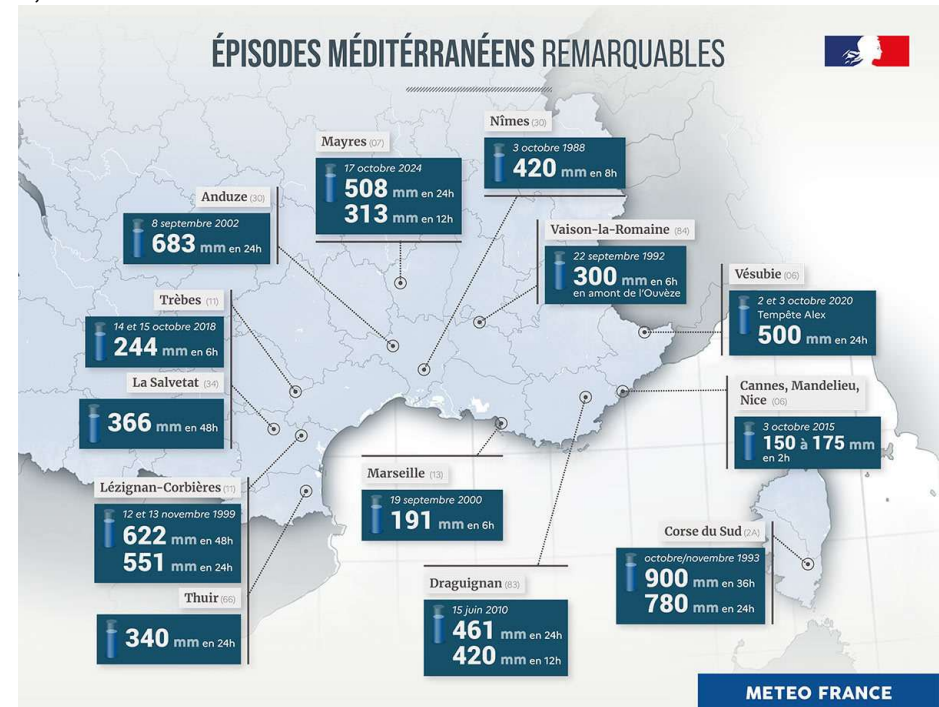 ÉPISODES MÉDITÉRRANÉENS REMARQUABLES
Nîmes (30)
3 octobre 1988
420 mm en 8h
Mayres (07)
17 octobre 2024
508 mm en 24h
313 mm en 12h
Anduze (30)
8 septembre 2002
683 mm en 24h
Vaison-la-Romaine (84)
22 septembre 1992
300 mm en 6h
en amont de l'Ouvèze
Vésubie (06)
2 et 3 octobre 2020
Tempête Alex
500 mm en 24h
Trèbes (11)
14 et 15 octobre 2018
244 mm en 6h
La Salvetat (34)
366 mm en 48h
Cannes, Mandelieu,
Nice (06)
3 octobre 2015
150 à 175 mm
en 2h
Lézignan-Corbières (11)
12 et 13 novembre 1999
622 mm en 48h
551 mm en 24h
Marseille (13)
19 septembre 2000
191 mm en 6h
Corse du Sud (2A)
octobre/novembre 1993
900 mm en 36h
780 mm en 24h
Draguignan (83)
15 juin 2010
461 mm en 24h
420 mm en 12h
Thuir (66)
340 mm en 24h
METEO FRANCE